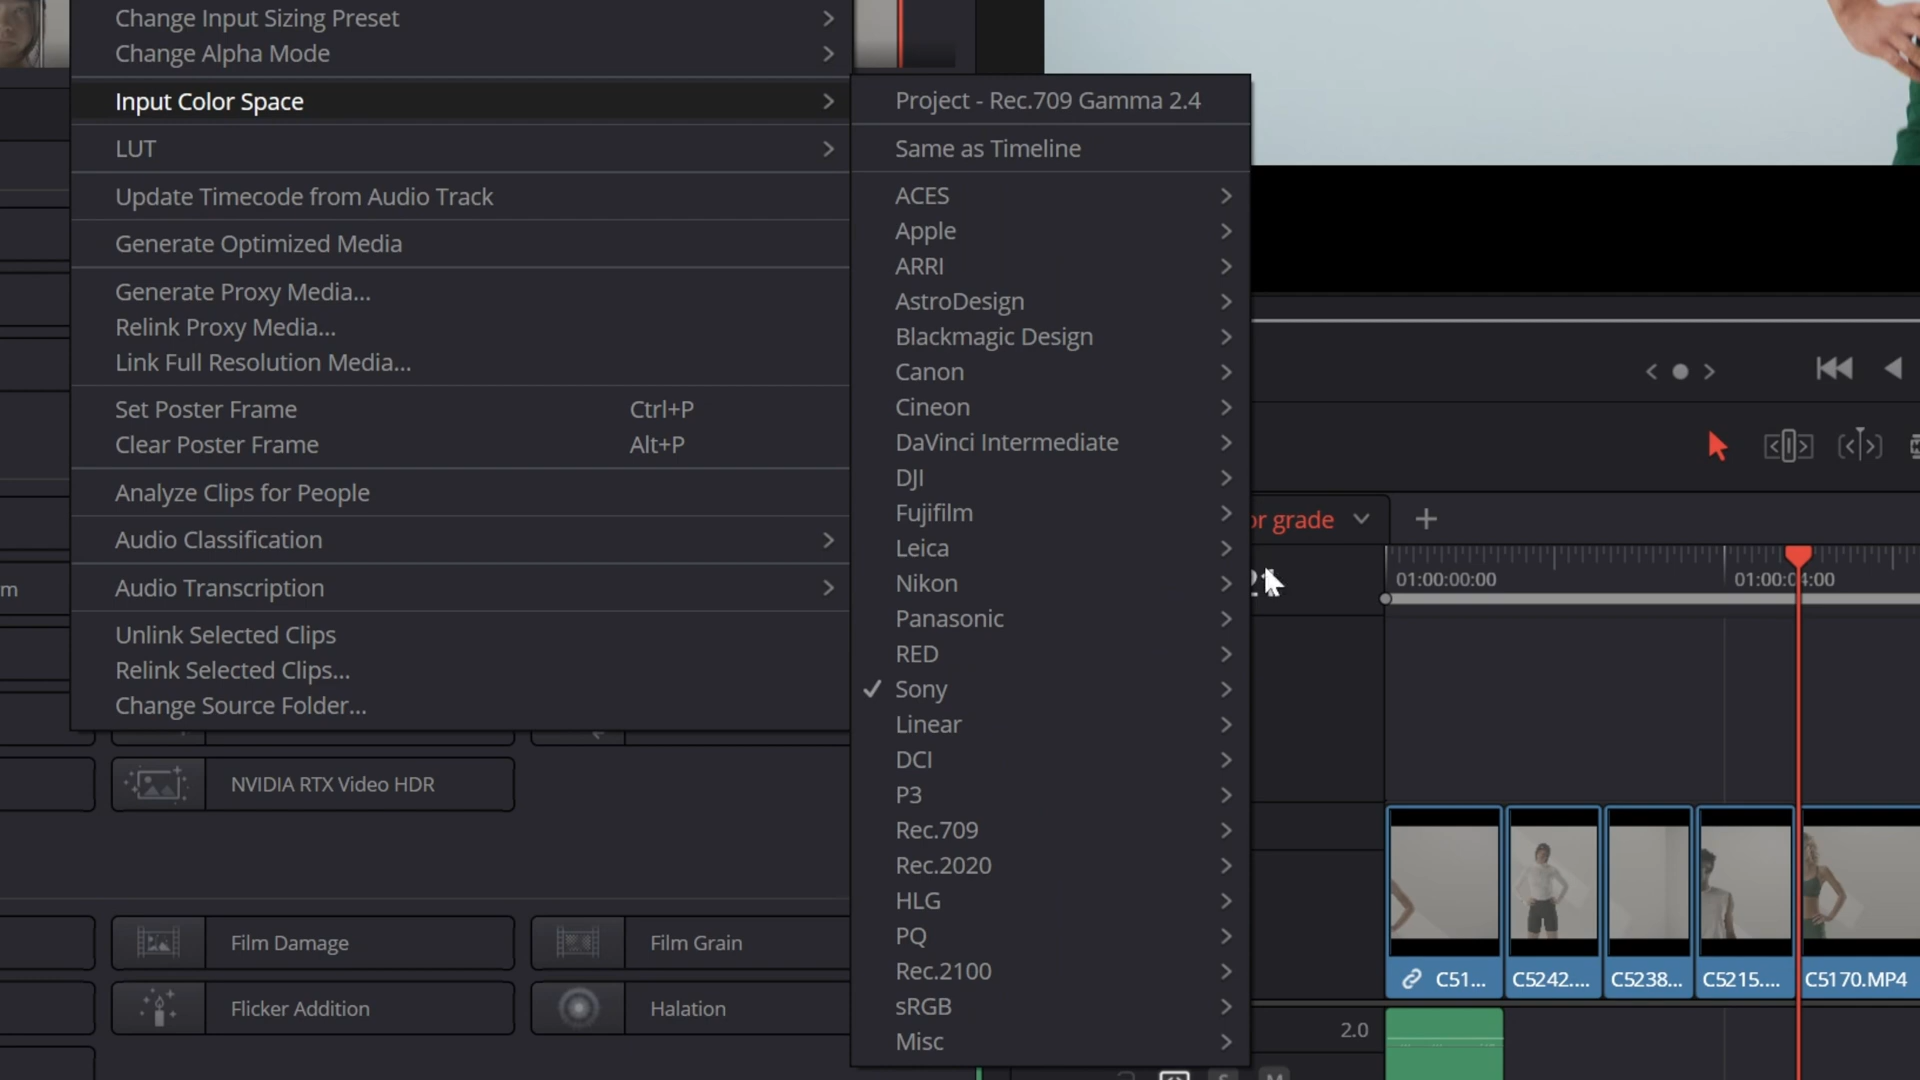 Change Input Sizing Preset
Change Alpha Mode
Input Color Space
LUT
Update Timecode from Audio Track
Generate Optimized Media
Generate Proxy Media...
Relink Proxy Media...
Link Full Resolution Media...
Set Poster Frame Ctrl+P
Clear Poster Frame Alt+P
Analyze Clips for People
Audio Classification
Audio Transcription
Unlink Selected Clips
Relink Selected Clips...
Change Source Folder...
Project - Rec.709 Gamma 2.4
Same as Timeline
ACES
Apple
ARRI
AstroDesign
Blackmagic Design
Canon
Cineon
DaVinci Intermediate
DJI
Fujifilm
Leica
Nikon
Panasonic
RED
Sony
Linear
DCI
P3
Rec.709
Rec.2020
HLG
PQ
Rec.2100
sRGB
Misc
NVIDIA RTX Video HDR
Film Damage
Film Grain
Flicker Addition
Halation
or grade
01:00:00:00
01:00:04:00
C51...
C5242....
C5238...
C5215....
C5170.MP4
2.0